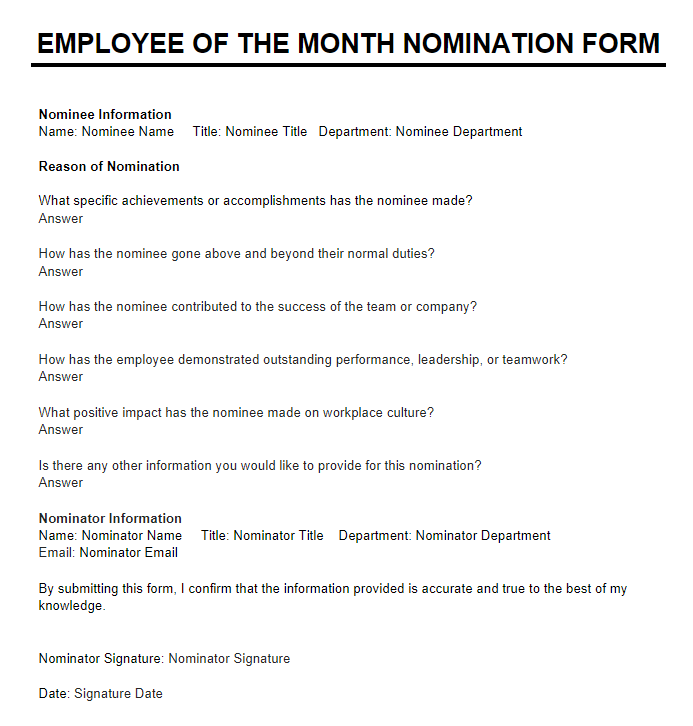 EMPLOYEE OF THE MONTH NOMINATION FORM
Nominee Information
Name: Nominee Name Title: Nominee Title Department: Nominee Department
Reason of Nomination
What specific achievements or accomplishments has the nominee made?
Answer
How has the nominee gone above and beyond their normal duties?
Answer
How has the nominee contributed to the success of the team or company?
Answer
How has the employee demonstrated outstanding performance, leadership, or teamwork?
Answer
What positive impact has the nominee made on workplace culture?
Answer
Is there any other information you would like to provide for this nomination?
Answer
Nominator Information
Name: Nominator Name Title: Nominator Title Department: Nominator Department
Email: Nominator Email
By submitting this form, I confirm that the information provided is accurate and true to the best of my
knowledge.
Nominator Signature: Nominator Signature
Date: Signature Date